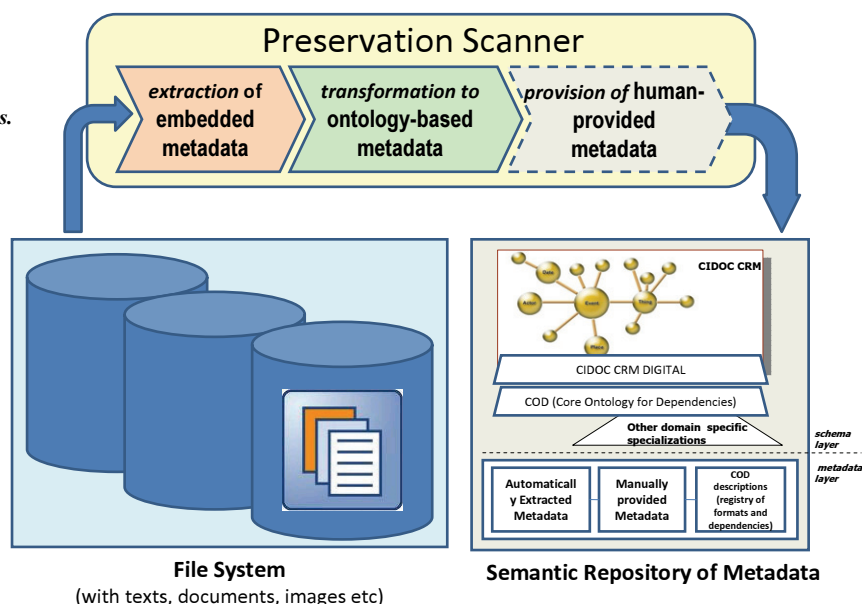 Preservation Scanner
s.
extraction of
embedded
metadata
transformation to
ontology-based
metadata
provision of human-
provided
metadata
CIDOC CRM
Date
Actor
Event
Thing
Place
CIDOC CRM DIGITAL
COD (Core Ontology for Dependencies)
Other domain specific
specializations
schema
layer
metadata
layer
Automaticall
y Extracted
Metadata
Manually
provided
Metadata
COD
descriptions
(registry of
formats and
dependencies)
File System
(with texts, documents, images etc)
Semantic Repository of Metadata